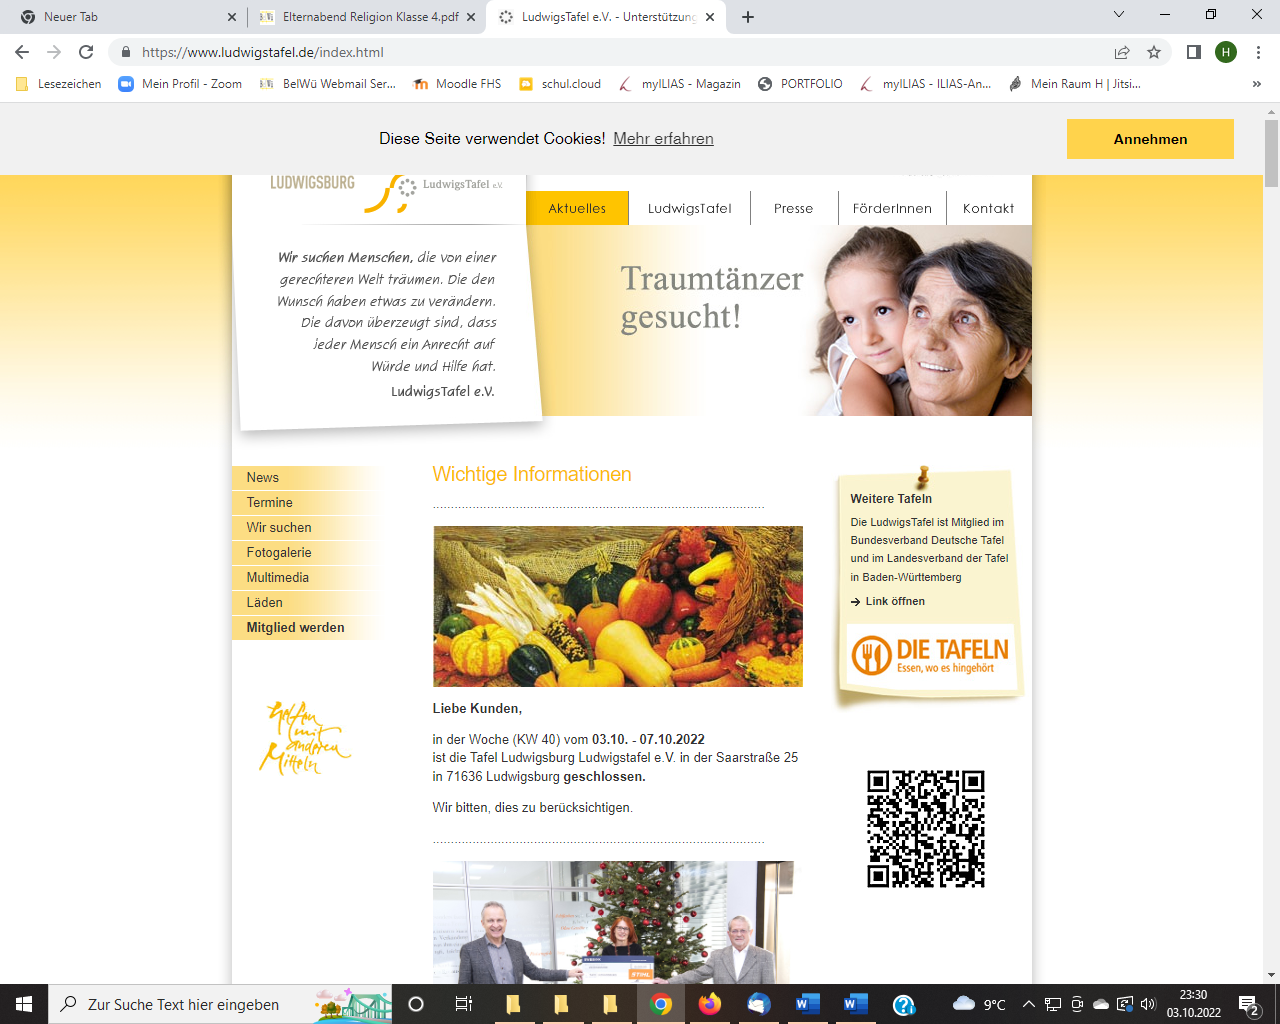 Neuer Tab
Elternabend Religion Klasse 4.pdf
LudwigsTafel e.V. - Unterstützung
https://www.ludwigstafel.de/index.html
H
Lesezeichen
Mein Profil - Zoom
BelWü Webmail Ser...
Moodle FHS
schul.cloud
myILIAS - Magazin
PORTFOLIO
myILIAS - ILIAS-An...
Mein Raum H | Jitsi...
»
Diese Seite verwendet Cookies! Mehr erfahren
Annehmen
LUDWIGSBURG
LudwigsTafel e.V.
Aktuelles
LudwigsTafel
Presse
FörderInnen
Kontakt
Wir suchen Menschen, die von einer
gerechteren Welt träumen. Die den
Wunsch haben etwas zu verändern.
Die davon überzeugt sind, dass
jeder Mensch ein Anrecht auf
Würde und Hilfe hat.
LudwigsTafel e.V.
Traumtänzer
gesucht!
News
Termine
Wir suchen
Fotogalerie
Multimedia
Läden
Mitglied werden
helfen
mit
anderen
Mitteln
Wichtige Informationen
Liebe Kunden,
in der Woche (KW 40) vom 03.10. - 07.10.2022
ist die Tafel Ludwigsburg Ludwigstafel e.V. in der Saarstraße 25
in 71636 Ludwigsburg geschlossen.
Wir bitten, dies zu berücksichtigen.
STIHL
Weitere Tafeln
Die LudwigsTafel ist Mitglied im
Bundesverband Deutsche Tafel
und im Landesverband der Tafel
in Baden-Württemberg
Link öffnen
DIE TAFELN
Essen, wo es hingehört
Zur Suche Text hier eingeben
9°C
23:30
03.10.2022
2